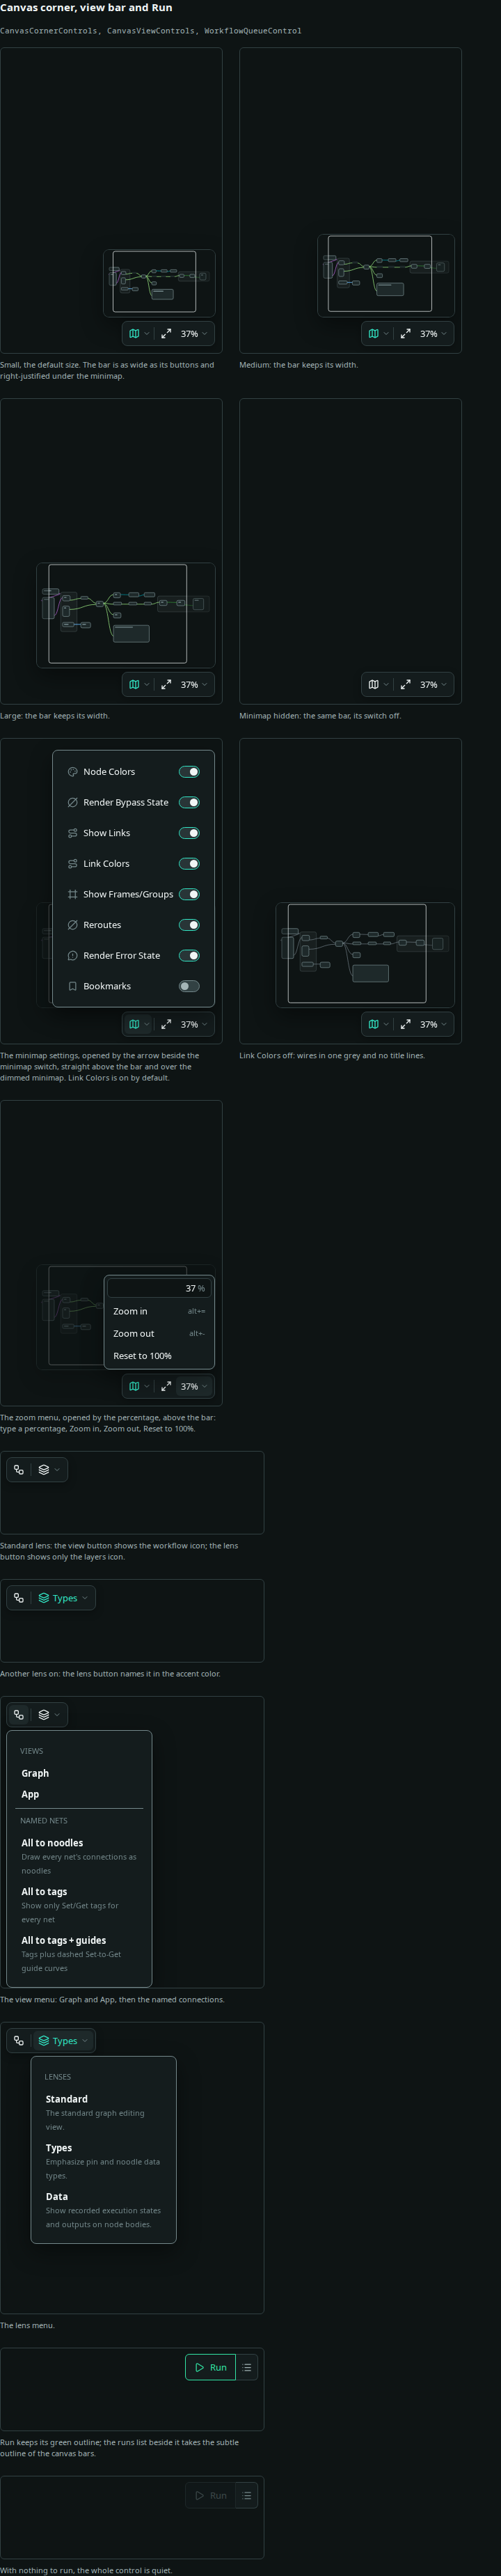 Canvas corner, view bar and Run
CanvasCornerControls, CanvasViewControls, WorkflowQueueControl
37%
37%
Small, the default size. The bar is as wide as its buttons and
right-justified under the minimap.
Medium: the bar keeps its width.
37%
37%
Large: the bar keeps its width.
Minimap hidden: the same bar, its switch off.
Node Colors
Render Bypass State
Show Links
Link Colors
Show Frames/Groups
Reroutes
Render Error State
Bookmarks
37%
37%
The minimap settings, opened by the arrow beside the
minimap switch, straight above the bar and over the
dimmed minimap. Link Colors is on by default.
Link Colors off: wires in one grey and no title lines.
37 %
Zoom in alt+=
Zoom out alt+-
Reset to 100%
37%
The zoom menu, opened by the percentage, above the bar:
type a percentage, Zoom in, Zoom out, Reset to 100%.
Standard lens: the view button shows the workflow icon; the lens
button shows only the layers icon.
Types
Another lens on: the lens button names it in the accent color.
VIEWS
Graph
App
NAMED NETS
All to noodles
Draw every net's connections as
noodles
All to tags
Show only Set/Get tags for
every net
All to tags + guides
Tags plus dashed Set-to-Get
guide curves
The view menu: Graph and App, then the named connections.
Types
LENSES
Standard
The standard graph editing
view.
Types
Emphasize pin and noodle data
types.
Data
Show recorded execution states
and outputs on node bodies.
The lens menu.
Run
Run keeps its green outline; the runs list beside it takes the subtle
outline of the canvas bars.
Run
With nothing to run, the whole control is quiet.